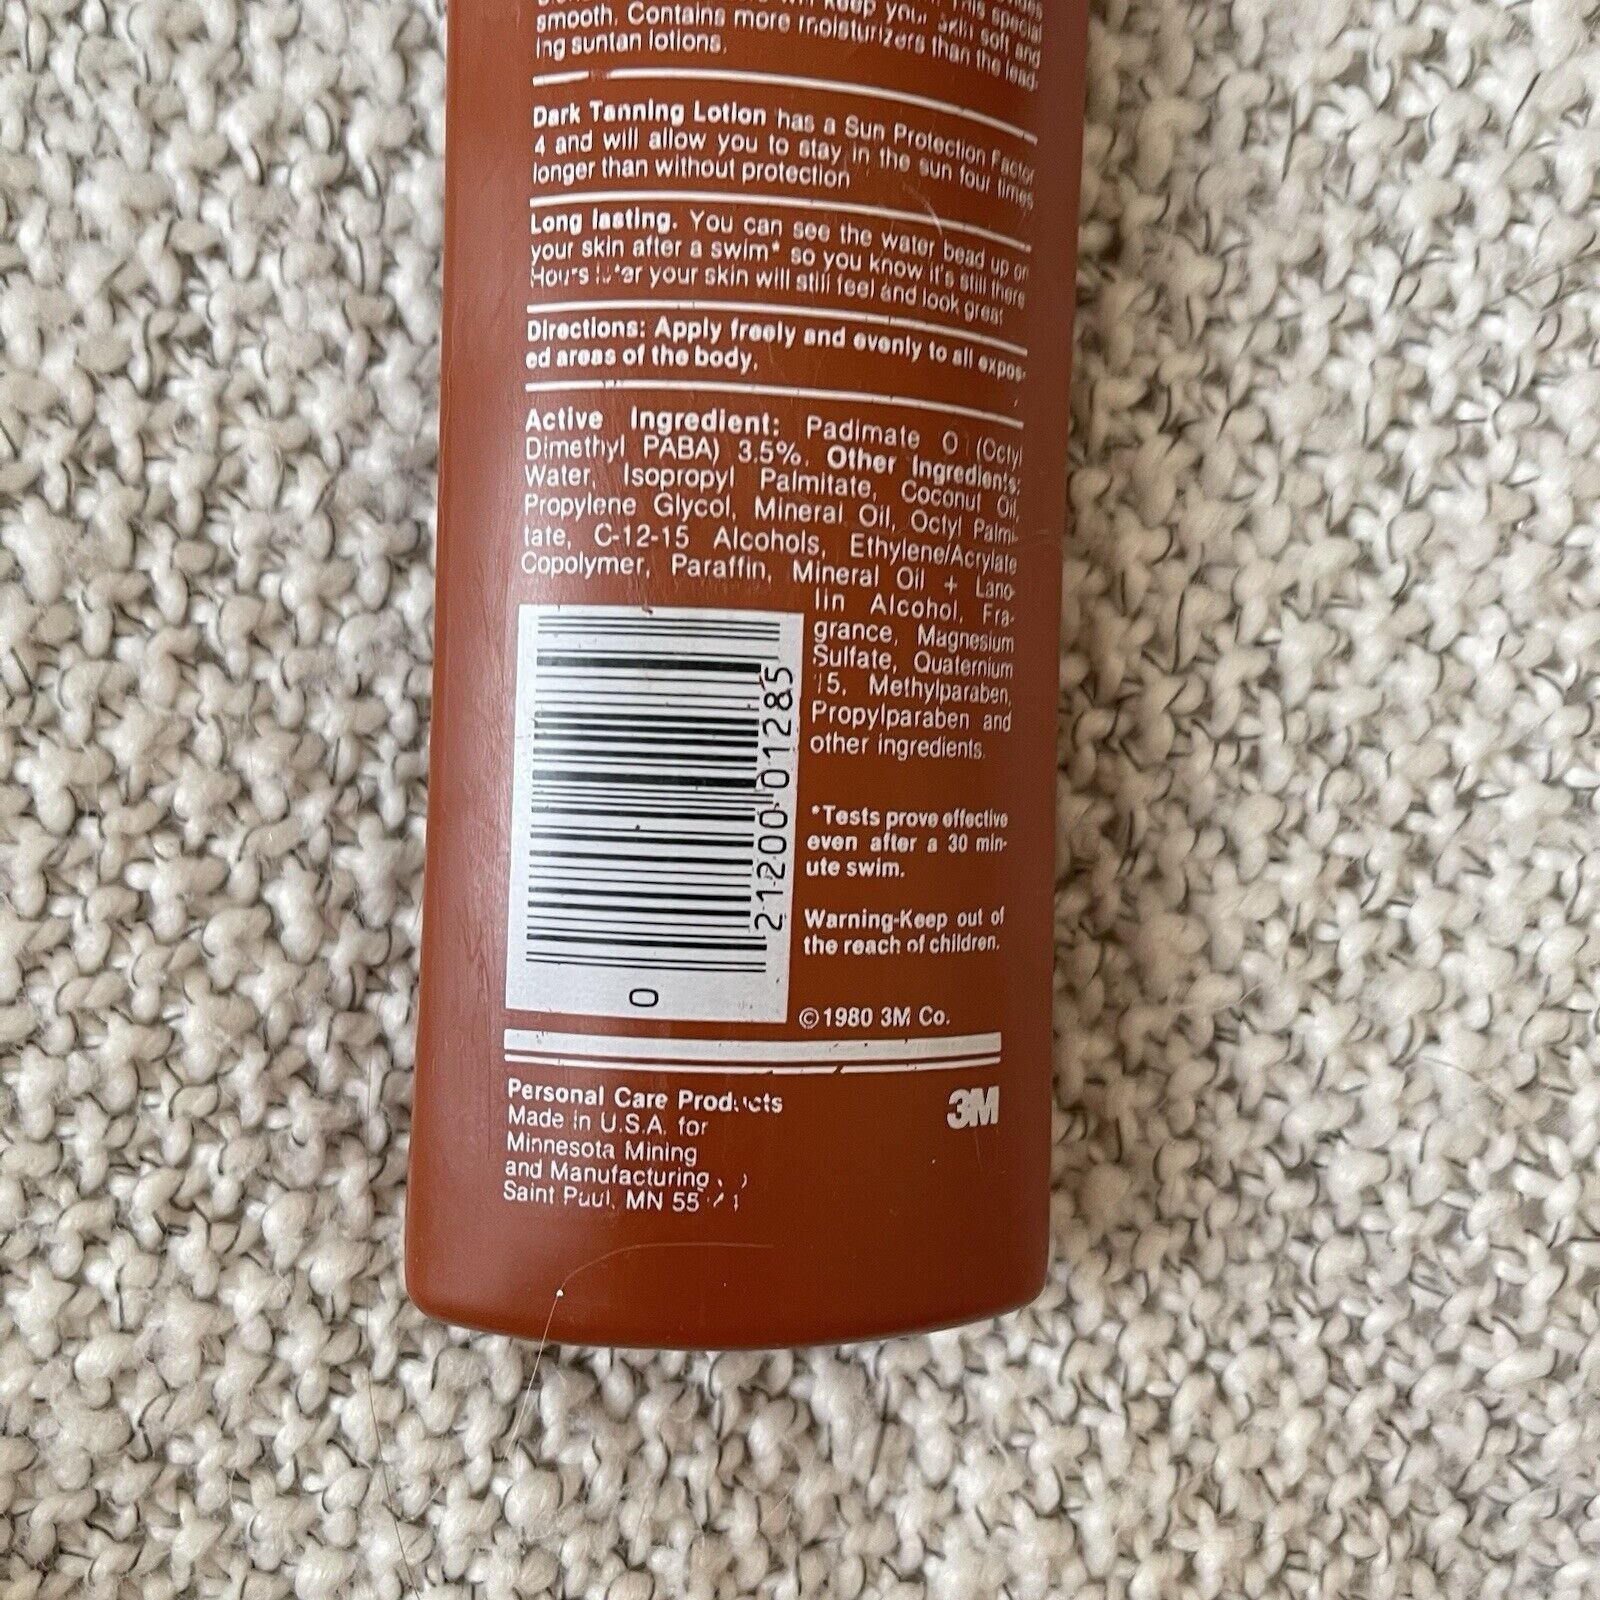 keep your skin soft and
smooth. Contains more moisturizers than the lead-
ing suntan lotions.
Dark Tanning Lotion has a Sun Protection Factor
4 and will allow you to stay in the sun four times
longer than without protection
Long lasting. You can see the water bead up on
your skin after a swim* so you know it's still there
Hours later your skin will still feel and look great
Directions: Apply freely and evenly to all expos-
ed areas of the body.
Active Ingredient: Padimate O (Octyl
Dimethyl PABA) 3.5%. Other Ingredients:
Water, Isopropyl Palmitate, Coconut Oil,
Propylene Glycol, Mineral Oil, Octyl Palmi-
tate, C-12-15 Alcohols, Ethylene/Acrylate
Copolymer, Paraffin, Mineral Oil + Lano-
lin Alcohol, Fra-
grance, Magnesium
Sulfate, Quaternium
15, Methylparaben,
Propylparaben and
other ingredients.
21200 01285
0
*Tests prove effective
even after a 30 min-
ute swim.
Warning-Keep out of
the reach of children.
©1980 3M Co.
Personal Care Products
Made in U.S.A. for
Minnesota Mining
and Manufacturing
Saint Paul, MN
3M